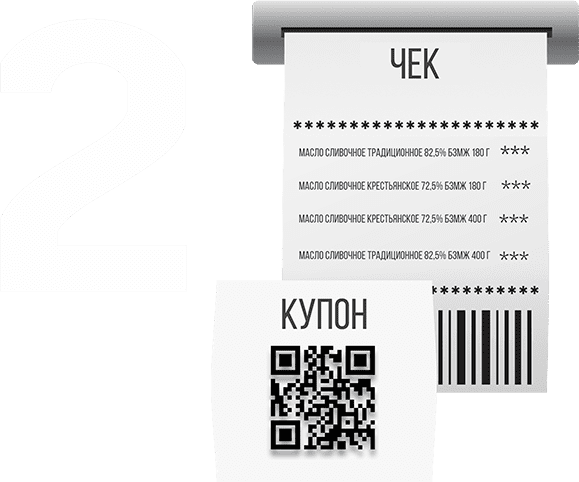 2
ЧЕК
************************
МАСЛО СЛИВОЧНОЕ ТРАДИЦИОННОЕ 82,5% БЗМЖ 180 Г ***
МАСЛО СЛИВОЧНОЕ КРЕСТЬЯНСКОЕ 72,5% БЗМЖ 180 Г ***
МАСЛО СЛИВОЧНОЕ КРЕСТЬЯНСКОЕ 72,5% БЗМЖ 400 Г ***
МАСЛО СЛИВОЧНОЕ ТРАДИЦИОННОЕ 82,5% БЗМЖ 400 Г ***
**********
КУПОН